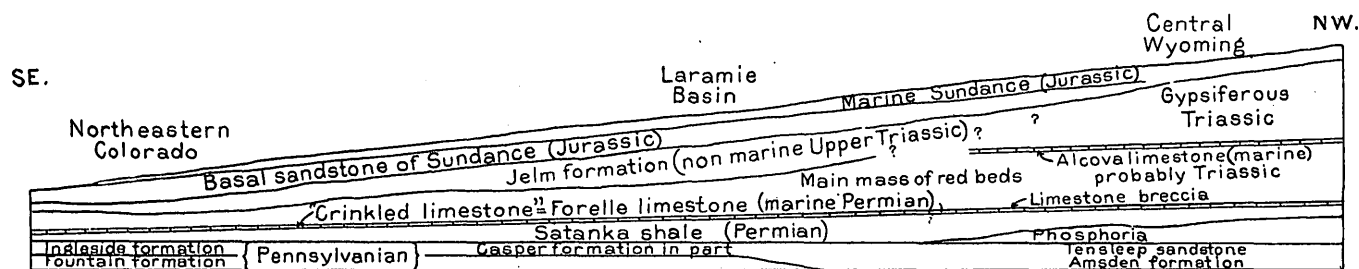 Central
Wyoming
NW.
SE.
Laramie
Basin
Marine Sundance (Jurassic)
Gypsiferous
Triassic
Northeastern
Colorado
Basal sandstone of Sundance (Jurassic)
Jelm formation (non marine Upper Triassic)
?
?
?
Alcova limestone (marine)
probably Triassic
Main mass of red beds
"Crinkled limestone" = Forelle limestone (marine Permian)
?
Limestone breccia
Satanka shale (Permian)
Phosphoria
Ingleside formation
Fountain formation
{Pennsylvanian}
Casper formation in part
Tensleep sandstone
Amsden formation